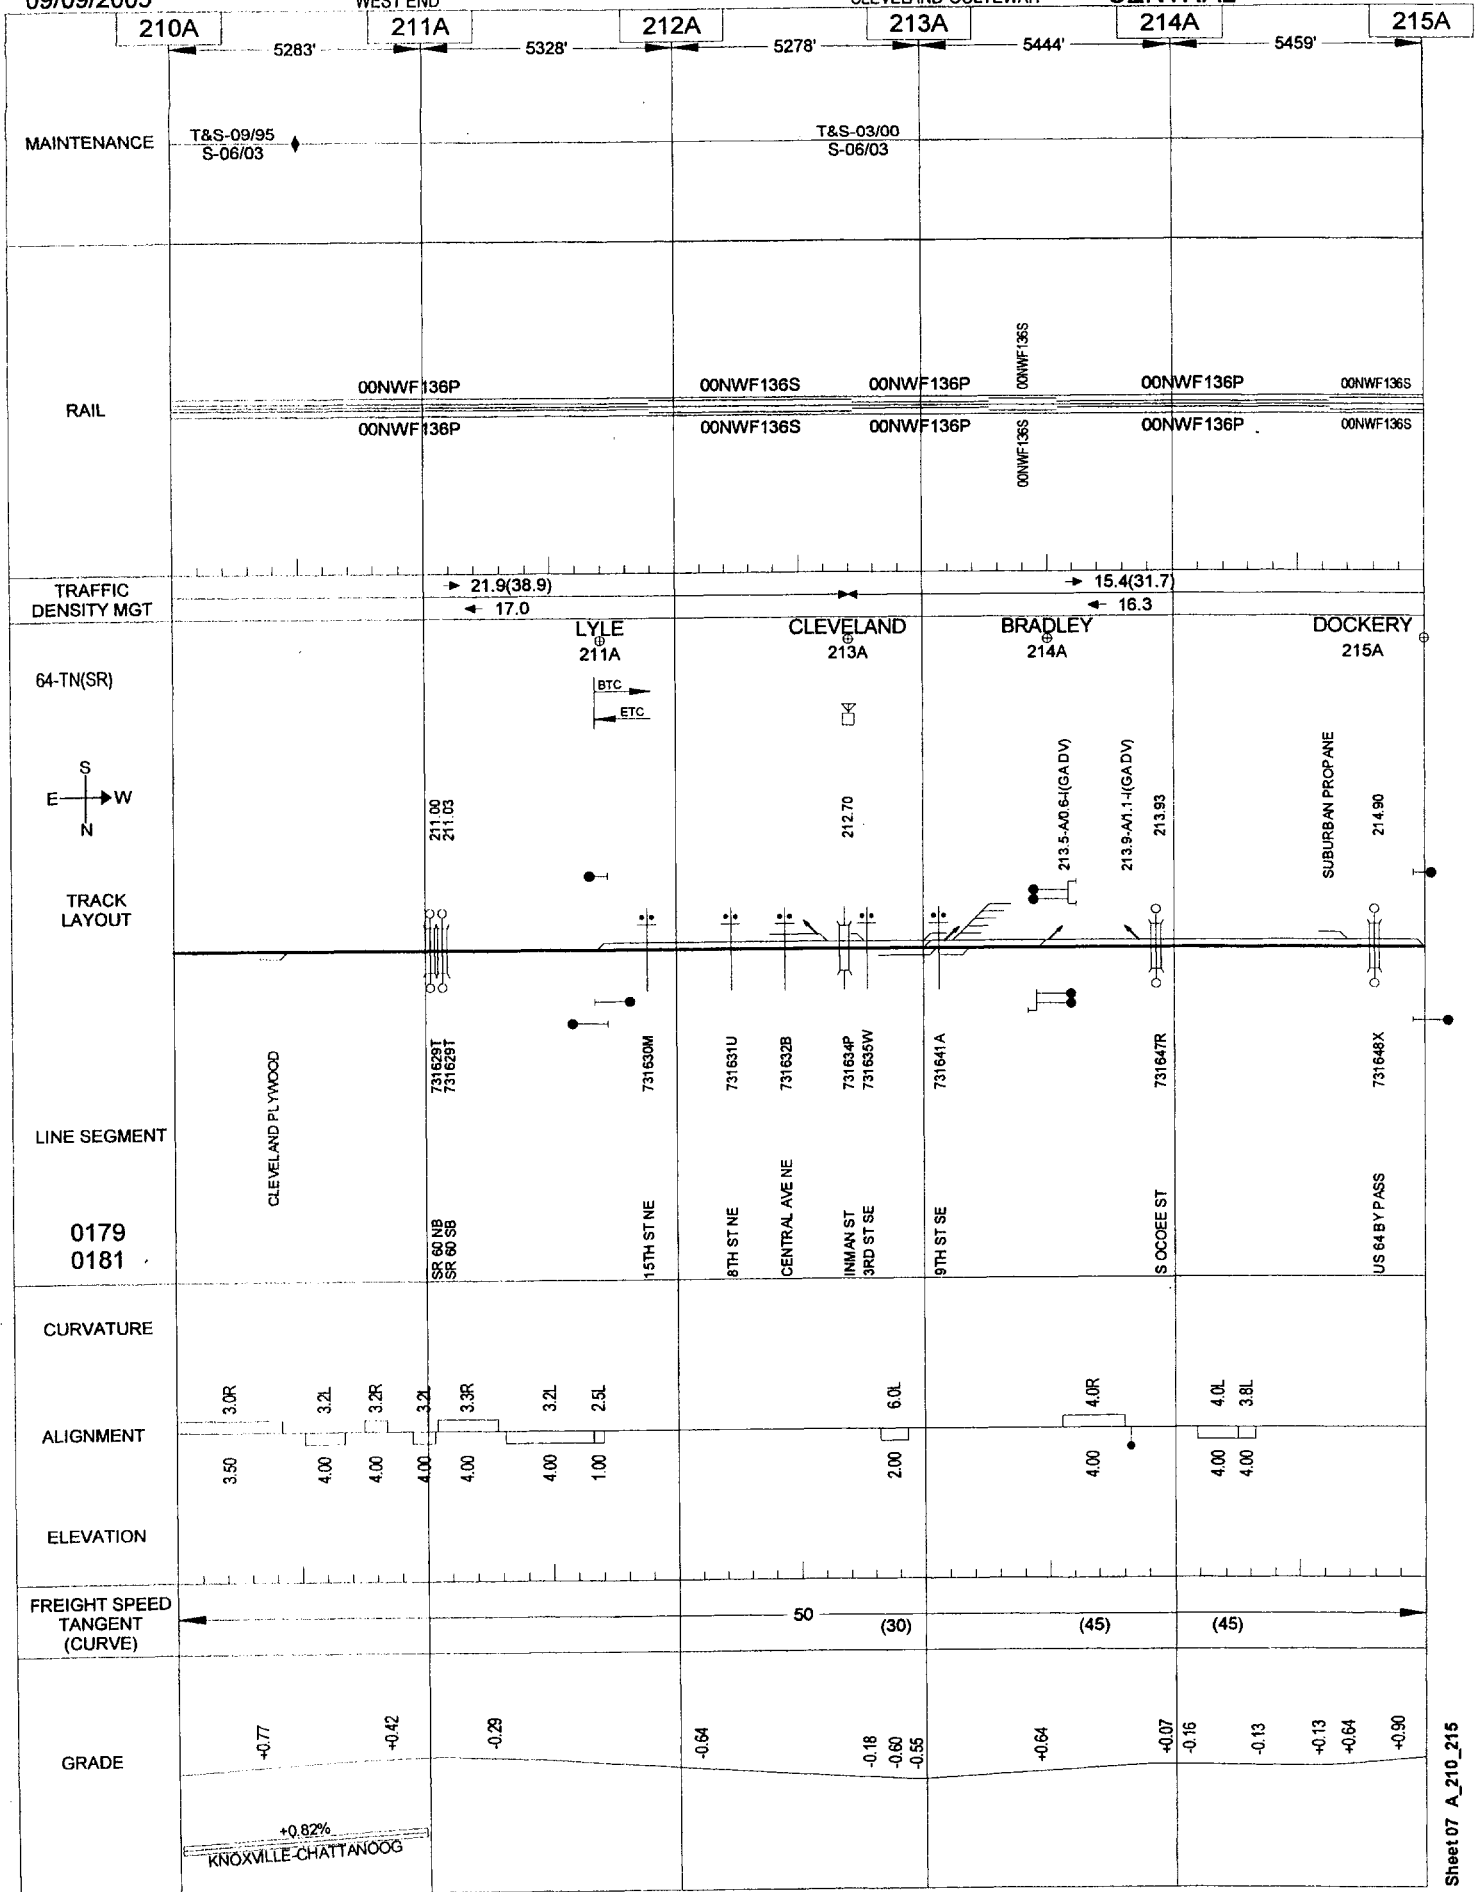 09/09/2005
WEST END
CENTRAL
210A 211A 212A 213A 214A 215A
5283' 5328' 5278' 5444' 5459'
MAINTENANCE
T&S-09/95
S-06/03
T&S-03/00
S-06/03
RAIL
00NWF136P 00NWF136S 00NWF136P 00NWF136S 00NWF136P 00NWF136S
00NWF136P 00NWF136S 00NWF136P 00NWF136S 00NWF136P 00NWF136S
TRAFFIC
DENSITY MGT
21.9(38.9)
17.0
15.4(31.7)
16.3
LYLE
211A
CLEVELAND
213A
BRADLEY
214A
DOCKERY
215A
64-TN(SR)
BTC
ETC
S
E W
N
211.00
211.03
212.70
213.5-A/0.6-I(GA DV)
213.9-A/1.1-I(GA DV)
213.93
SUBURBAN PROPANE
214.90
TRACK
LAYOUT
CLEVELAND PLYWOOD
731629T
731629T
731630M
731631U
731632B
731634P
731635W
731641A
731647R
731648X
LINE SEGMENT
0179
0181
SR 60 NB
SR 60 SB
15TH ST NE
8TH ST NE
CENTRAL AVE NE
INMAN ST
3RD ST SE
9TH ST SE
S OCOEE ST
US 64 BY PASS
CURVATURE
3.0R 3.2L 3.2R 3.2L 3.3R 3.2L 2.5L 6.0L 4.0R 4.0L 3.8L
ALIGNMENT
3.50 4.00 4.00 4.00 4.00 4.00 1.00 2.00 4.00 4.00 4.00
ELEVATION
FREIGHT SPEED
TANGENT
(CURVE)
50
(30) (45) (45)
GRADE
+0.77 +0.42 -0.29 -0.64 -0.18 -0.60 -0.55 +0.64 +0.07 -0.16 -0.13 +0.13 +0.64 +0.90
+0.82%
KNOXVILLE-CHATTANOOG
Sheet 07 A_210_215